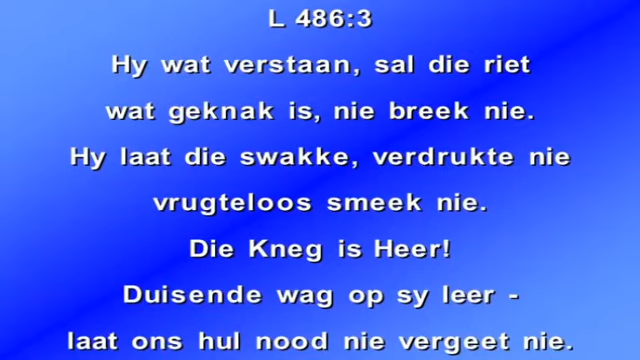 L 486:3
Hy wat verstaan, sal die riet
wat geknak is, nie breek nie.
Hy laat die swakke, verdrukte nie
vrugteloos smeek nie.
Die Kneg is Heer!
Duisende wag op sy leer -
laat ons hul nood nie vergeet nie.